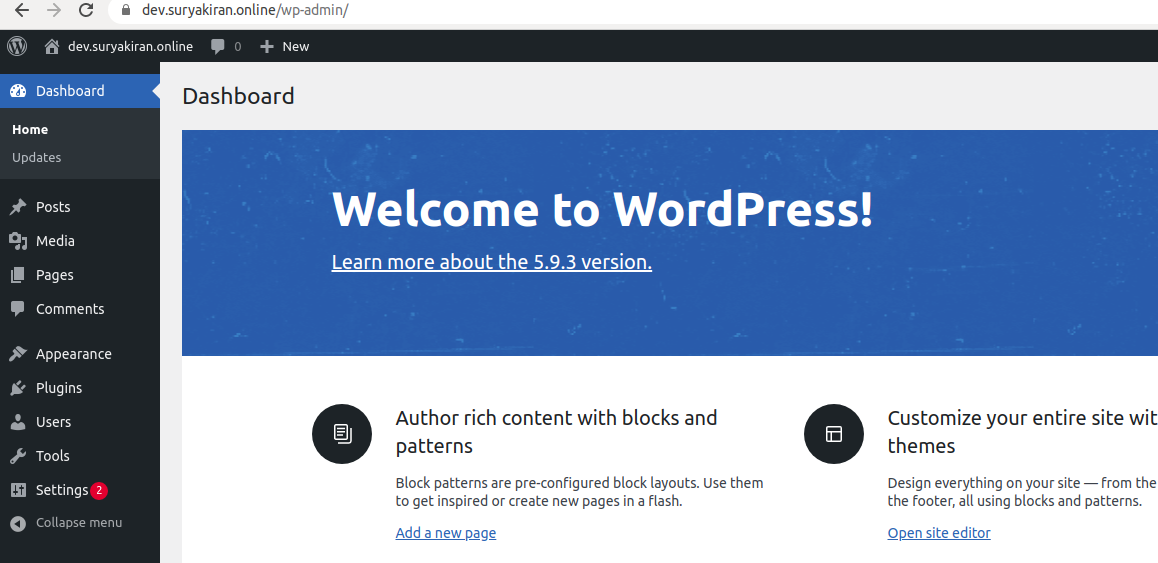 dev.suryakiran.online/wp-admin/
dev.suryakiran.online 0 New
Dashboard
Home
Updates
Posts
Media
Pages
Comments
Appearance
Plugins
Users
Tools
Settings 2
Collapse menu
Dashboard
Welcome to WordPress!
Learn more about the 5.9.3 version.
Author rich content with blocks and
patterns
Block patterns are pre-configured block layouts. Use them
to get inspired or create new pages in a flash.
Add a new page
Customize your entire site wit
themes
Design everything on your site — from the
the footer, all using blocks and patterns.
Open site editor